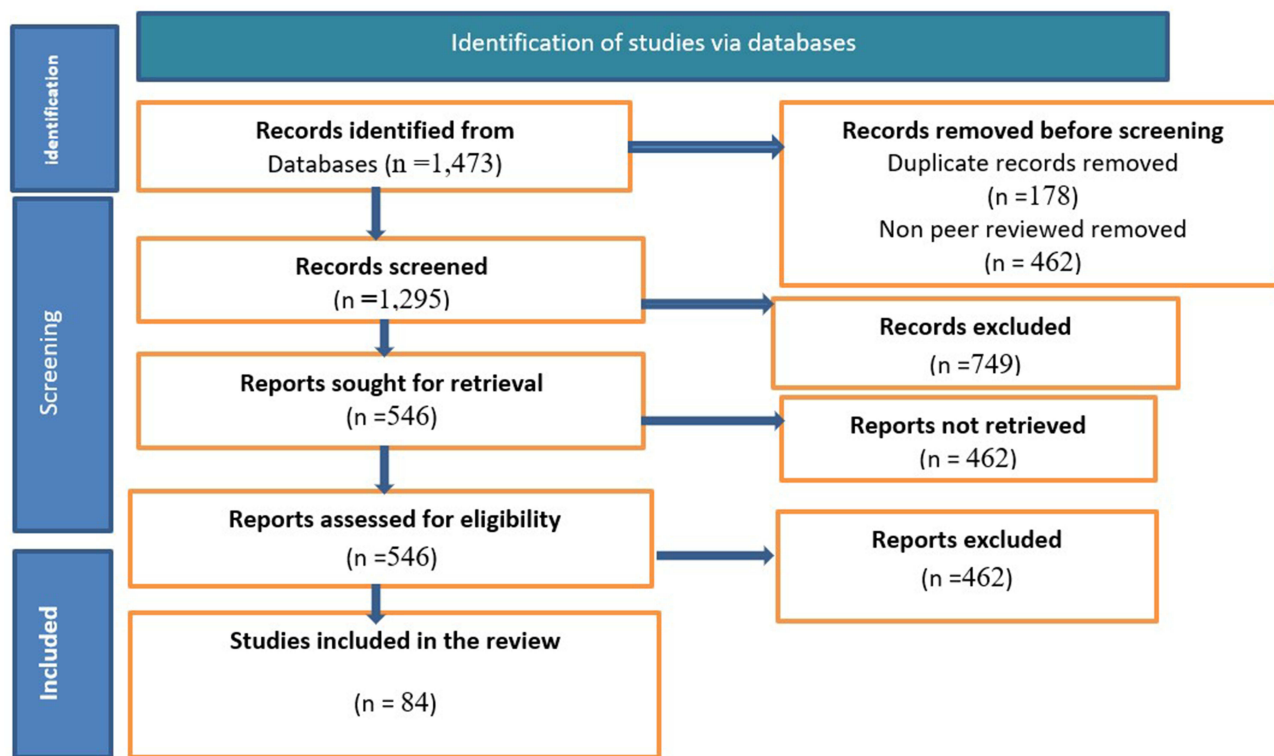 Identification of studies via databases
identification
Records identified from
Databases (n =1,473)
Records removed before screening
Duplicate records removed
(n =178)
Non peer reviewed removed
(n = 462)
Screening
Records screened
(n =1,295)
Records excluded
(n =749)
Reports sought for retrieval
(n =546)
Reports not retrieved
(n = 462)
Reports assessed for eligibility
(n =546)
Reports excluded
(n =462)
Included
Studies included in the review
(n = 84)